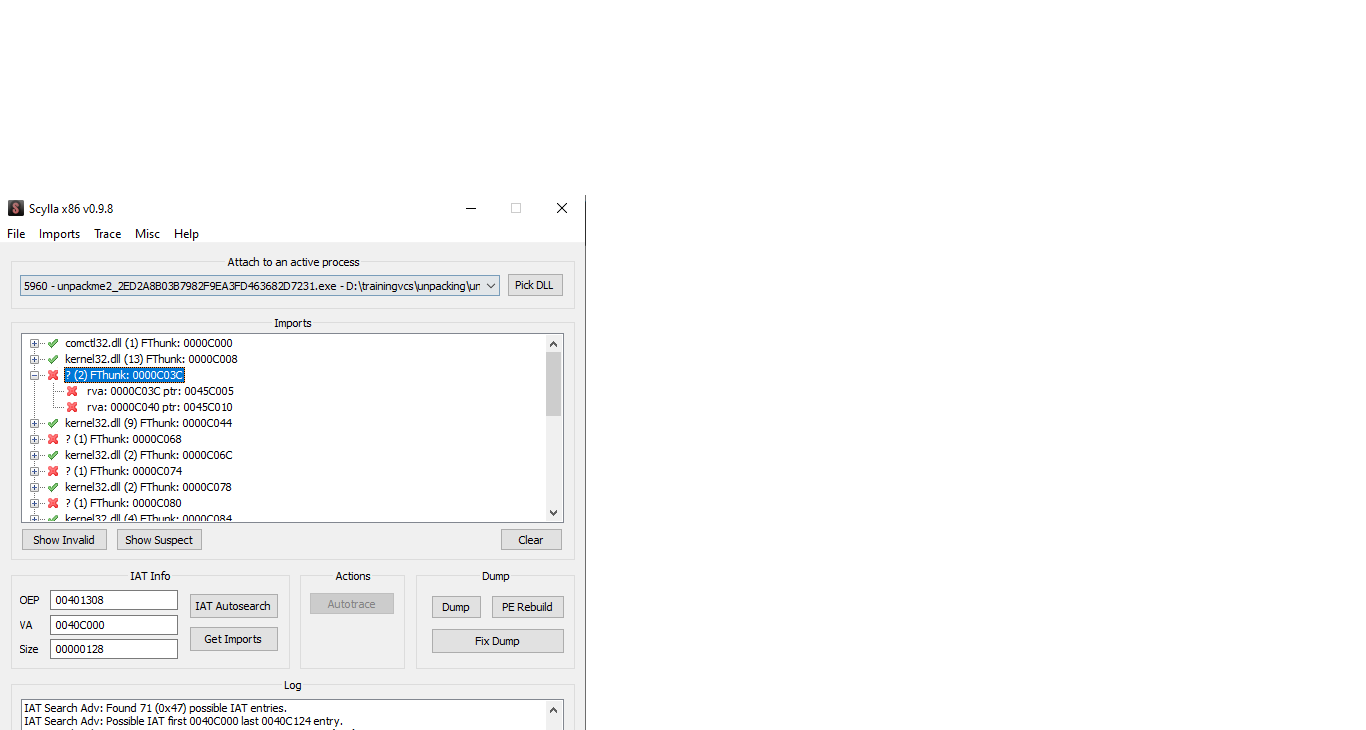 Scylla x86 v0.9.8
File Imports Trace Misc Help
Attach to an active process
5960 - unpackme2_2ED2A8B03B7982F9EA3FD463682D7231.exe - D:\trainingvcs\unpacking\un
Pick DLL
Imports
comctl32.dll (1) FThunk: 0000C000
kernel32.dll (13) FThunk: 0000C008
? (2) FThunk: 0000C03C
rva: 0000C03C ptr: 0045C005
rva: 0000C040 ptr: 0045C010
kernel32.dll (9) FThunk: 0000C044
? (1) FThunk: 0000C068
kernel32.dll (2) FThunk: 0000C06C
? (1) FThunk: 0000C074
kernel32.dll (2) FThunk: 0000C078
? (1) FThunk: 0000C080
kernel32.dll (4) FThunk: 0000C084
Show Invalid Show Suspect Clear
IAT Info Actions Dump
OEP 00401308 IAT Autosearch Autotrace Dump PE Rebuild
VA 0040C000
Size 00000128 Get Imports Fix Dump
Log
IAT Search Adv: Found 71 (0x47) possible IAT entries.
IAT Search Adv: Possible IAT first 0040C000 last 0040C124 entry.